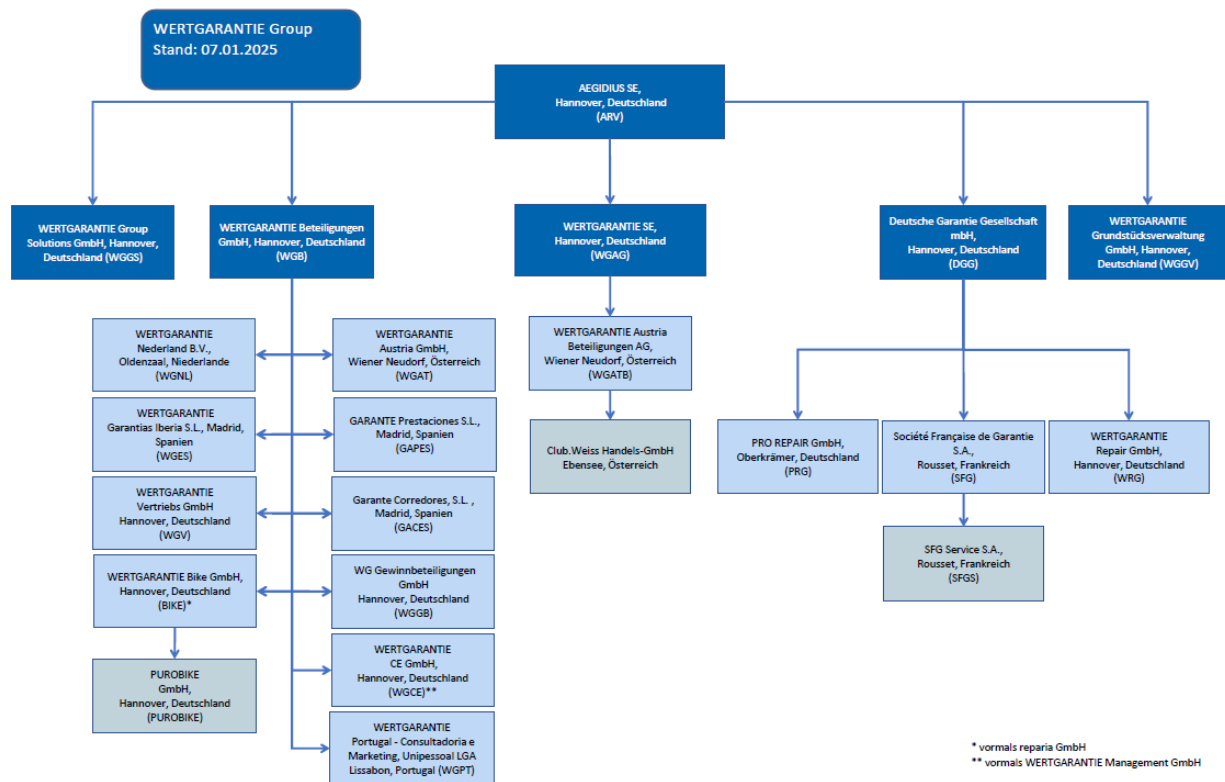 WERTGARANTIE Group
Stand: 07.01.2025
AEGIDIUS SE,
Hannover, Deutschland
(ARV)
WERTGARANTIE Group
Solutions GmbH, Hannover,
Deutschland (WGGS)
WERTGARANTIE Beteiligungen
GmbH, Hannover, Deutschland
(WGB)
WERTGARANTIE SE,
Hannover, Deutschland
(WGAG)
Deutsche Garantie Gesellschaft
mbH,
Hannover, Deutschland
(DGG)
WERTGARANTIE
Grundstücksverwaltung
GmbH, Hannover,
Deutschland (WGGV)
WERTGARANTIE
Nederland B.V.,
Oldenzaal, Niederlande
(WGNL)
WERTGARANTIE
Austria GmbH,
Wiener Neudorf, Österreich
(WGAT)
WERTGARANTIE Austria
Beteiligungen AG,
Wiener Neudorf, Österreich
(WGATB)
WERTGARANTIE
Garantias Iberia S.L., Madrid,
Spanien
(WGES)
GARANTE Prestaciones S.L.,
Madrid, Spanien
(GAPES)
Club.Weiss Handels-GmbH
Ebensee, Österreich
PRO REPAIR GmbH,
Oberkrämer, Deutschland
(PRG)
Société Française de Garantie
S.A.,
Rousset, Frankreich
(SFG)
WERTGARANTIE
Repair GmbH,
Hannover, Deutschland
(WRG)
WERTGARANTIE
Vertriebs GmbH
Hannover, Deutschland
(WGV)
Garante Corredores, S.L. ,
Madrid, Spanien
(GACES)
SFG Service S.A.,
Rousset, Frankreich
(SFGS)
WERTGARANTIE Bike GmbH,
Hannover, Deutschland
(BIKE)*
WG Gewinnbeteiligungen
GmbH
Hannover, Deutschland
(WGGB)
PUROBIKE
GmbH,
Hannover, Deutschland
(PUROBIKE)
WERTGARANTIE
CE GmbH,
Hannover, Deutschland
(WGCE)**
WERTGARANTIE
Portugal - Consultadoria e
Marketing, Unipessoal LGA
Lissabon, Portugal (WGPT)
* vormals reparia GmbH
** vormals WERTGARANTIE Management GmbH